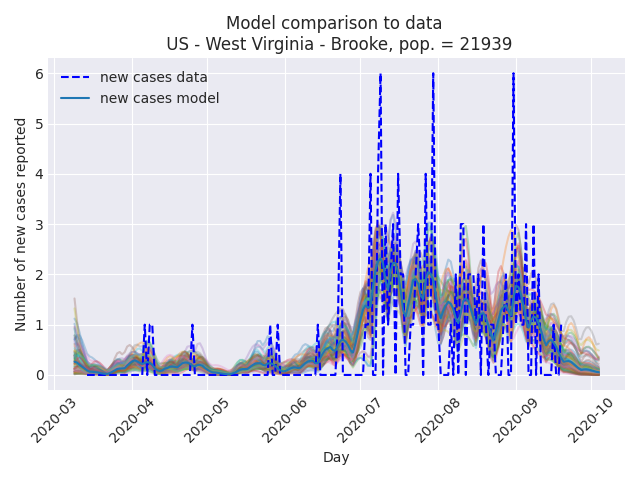 Model comparison to data
US - West Virginia - Brooke, pop. = 21939
new cases data
new cases model
Number of new cases reported
6
5
4
3
2
1
0
2020-03
2020-04
2020-05
2020-06
2020-07
2020-08
2020-09
2020-10
Day